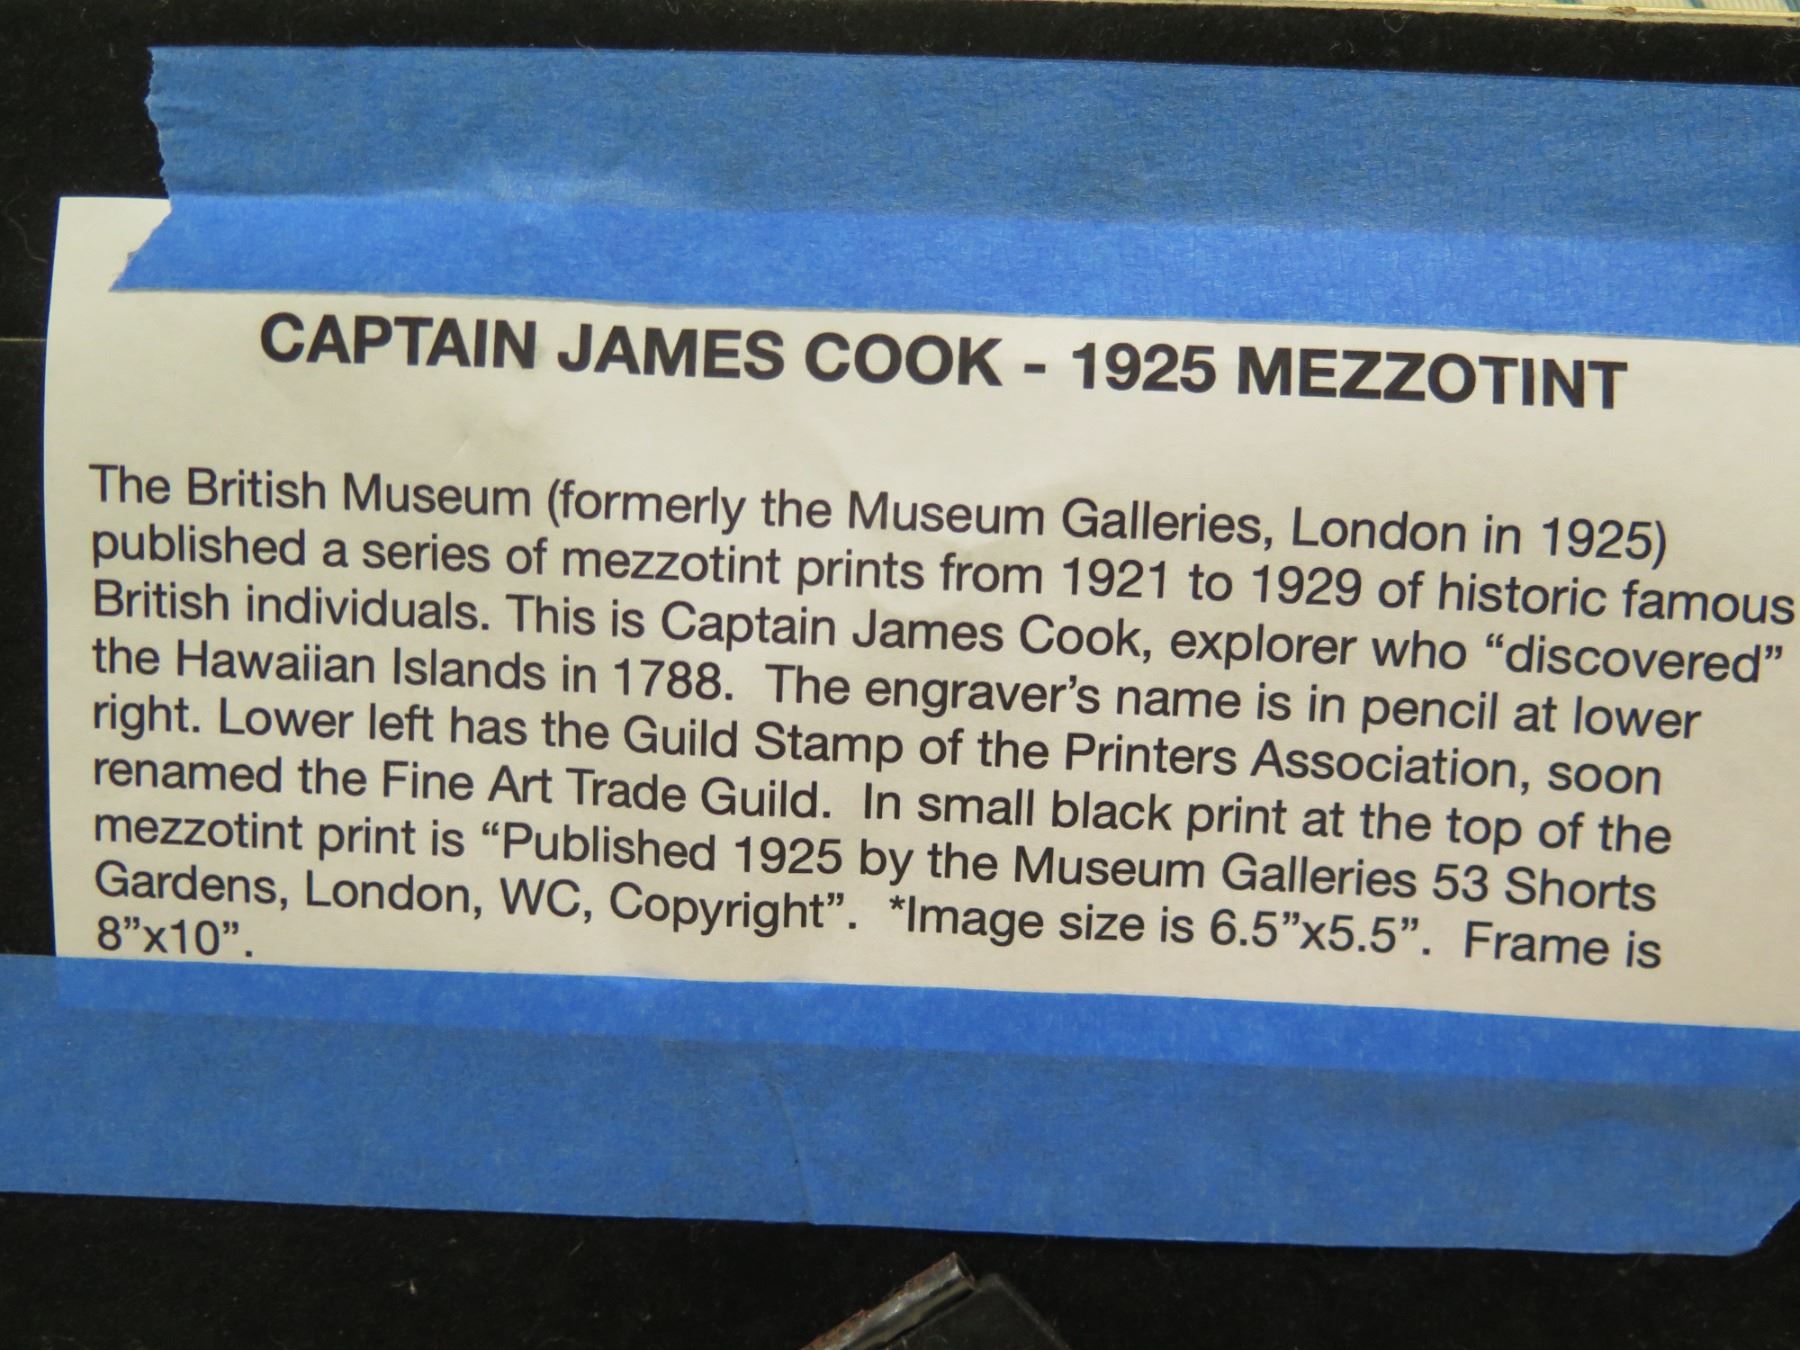 CAPTAIN JAMES COOK - 1925 MEZZOTINT
The British Museum (formerly the Museum Galleries, London in 1925)
published a series of mezzotint prints from 1921 to 1929 of historic famous
British individuals. This is Captain James Cook, explorer who “discovered”
the Hawaiian Islands in 1788.  The engraver’s name is in pencil at lower
right. Lower left has the Guild Stamp of the Printers Association, soon
renamed the Fine Art Trade Guild.  In small black print at the top of the
mezzotint print is “Published 1925 by the Museum Galleries 53 Shorts
Gardens, London, WC, Copyright”.  *Image size is 6.5”x5.5”.  Frame is
8”x10”.